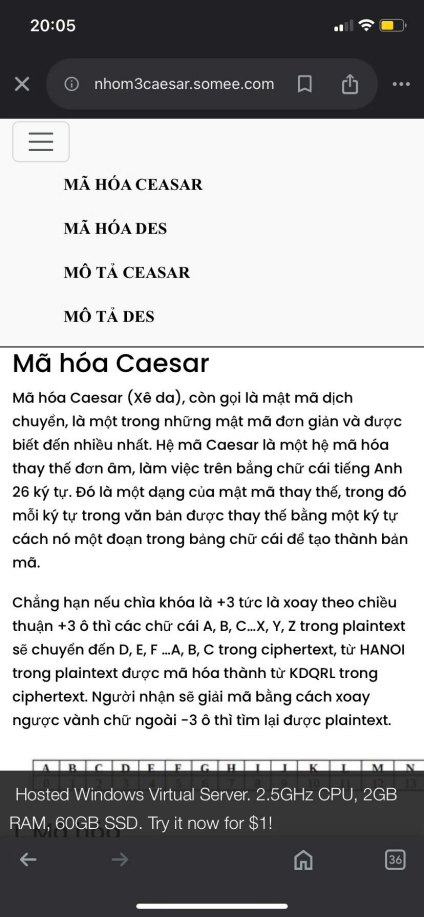 20:05
nhom3caesar.somee.com
MÃ HÓA CEASAR
MÃ HÓA DES
MÔ TẢ CEASAR
MÔ TẢ DES
Mã hóa Caesar
Mã hóa Caesar (Xê da), còn gọi là mật mã dịch
chuyển, là một trong những mật mã đơn giản và được
biết đến nhiều nhất. Hệ mã Caesar là một hệ mã hóa
thay thế đơn âm, làm việc trên bảng chữ cái tiếng Anh
26 ký tự. Đó là một dạng của mật mã thay thế, trong đó
mỗi ký tự trong văn bản được thay thế bằng một ký tự
cách nó một đoạn trong bảng chữ cái để tạo thành bản
mã.
Chẳng hạn nếu chìa khóa là +3 tức là xoay theo chiều
thuận +3 ô thì các chữ cái A, B, C…X, Y, Z trong plaintext
sẽ chuyển đến D, E, F …A, B, C trong ciphertext, từ HANOI
trong plaintext được mã hóa thành từ KDQRL trong
ciphertext. Người nhận sẽ giải mã bằng cách xoay
ngược vành chữ ngoài -3 ô thì tìm lại được plaintext.
A B C D E F G H I J K L M N
Hosted Windows Virtual Server. 2.5GHz CPU, 2GB
RAM, 60GB SSD. Try it now for $1!
36